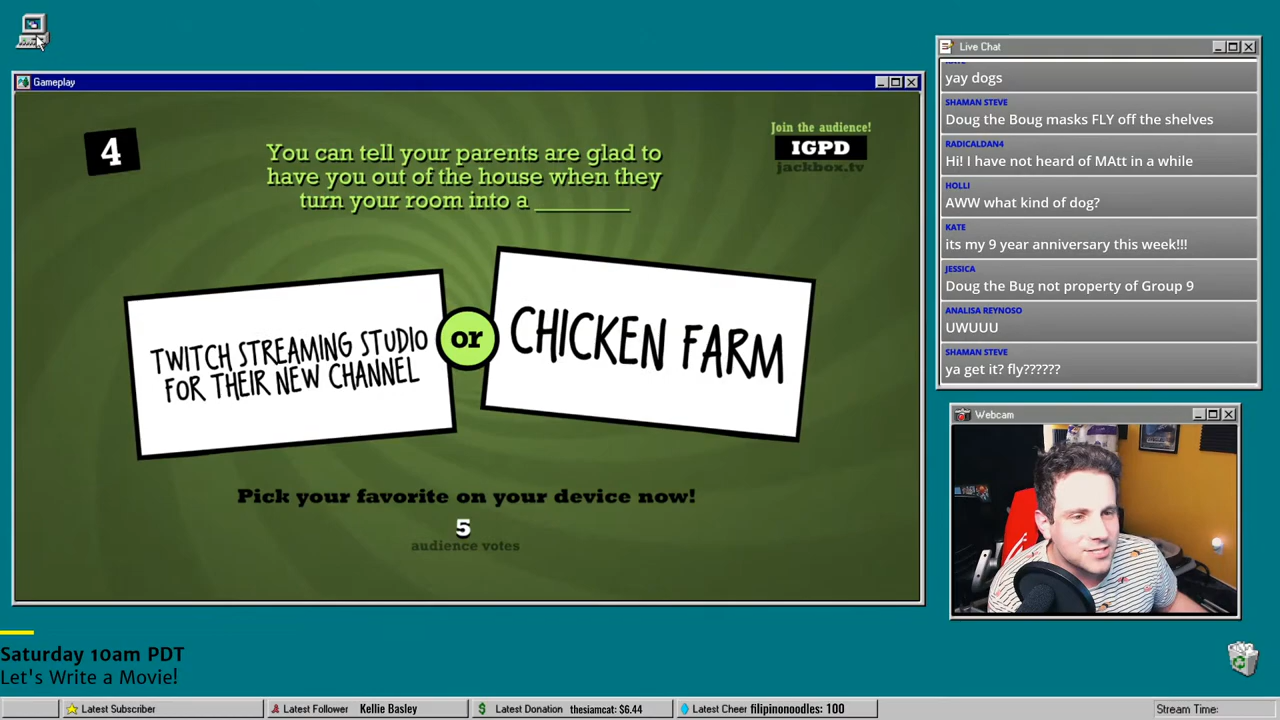 Gameplay
4
You can tell your parents are glad to
have you out of the house when they
turn your room into a ________
Join the audience!
IGPD
jackbox.tv
TWITCH STREAMING STUDIO
FOR THEIR NEW CHANNEL
or
CHICKEN FARM
Pick your favorite on your device now!
5
audience votes
Live Chat
yay dogs
SHAMAN STEVE
Doug the Boug masks FLY off the shelves
RADICALDAN4
Hi! I have not heard of MAtt in a while
HOLLI
AWW what kind of dog?
KATE
its my 9 year anniversary this week!!!
JESSICA
Doug the Bug not property of Group 9
ANALISA REYNOSO
UWUUU
SHAMAN STEVE
ya get it? fly??????
Webcam
Saturday 10am PDT
Let's Write a Movie!
Latest Subscriber
Latest Follower Kellie Basley
Latest Donation thesiamcat: $6.44
Latest Cheer filipinonoodles: 100
Stream Time: